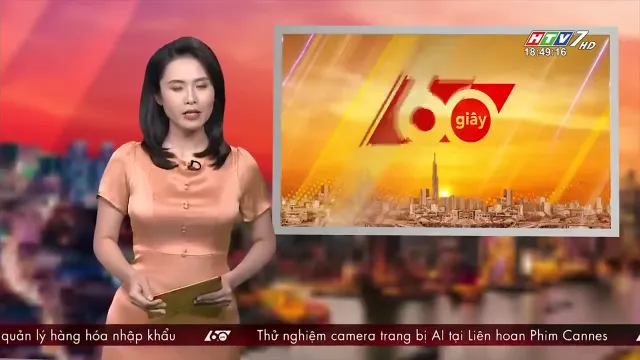 HTV7 HD
18:49:16
60 giây
quản lý hàng hóa nhập khẩu 60 Thử nghiệm camera trang bị AI tại Liên hoan Phim Cannes